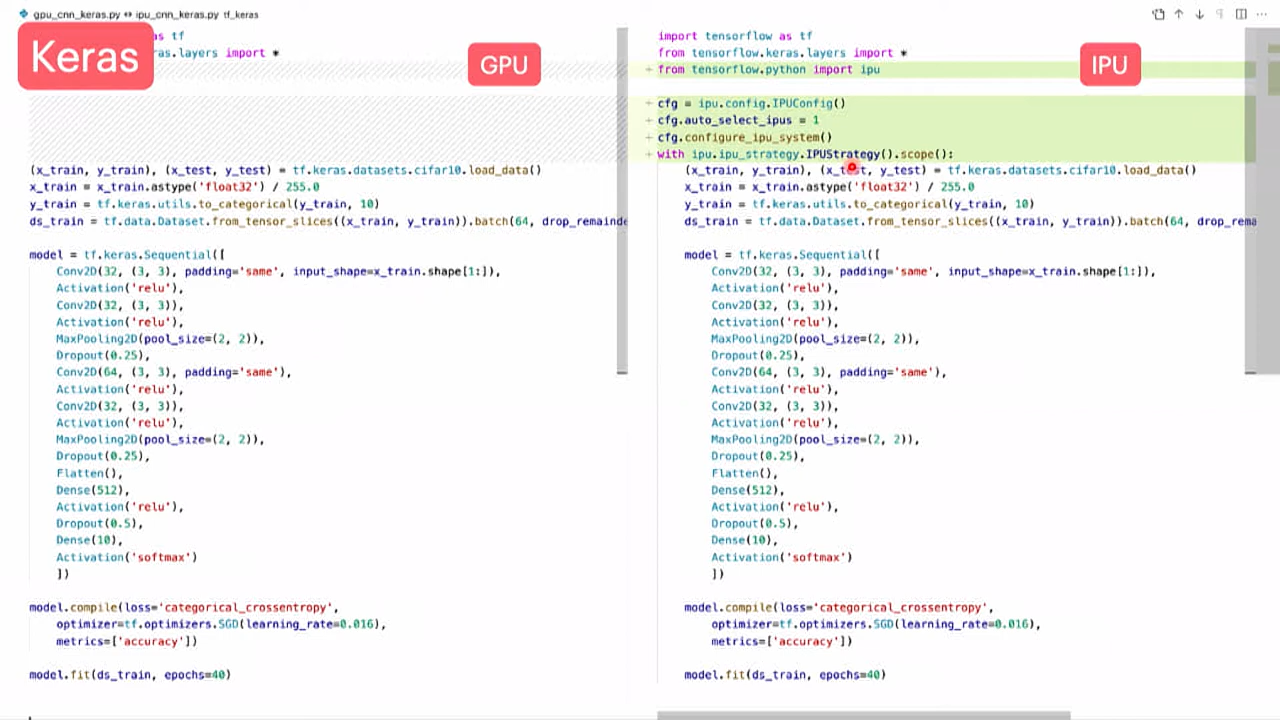 gpu_cnn_keras.py ↔ ipu_cnn_keras.py tf_keras
Keras
GPU
IPU
as tf
ras.layers import *
(x_train, y_train), (x_test, y_test) = tf.keras.datasets.cifar10.load_data()
x_train = x_train.astype('float32') / 255.0
y_train = tf.keras.utils.to_categorical(y_train, 10)
ds_train = tf.data.Dataset.from_tensor_slices((x_train, y_train)).batch(64, drop_remainde
model = tf.keras.Sequential([
Conv2D(32, (3, 3), padding='same', input_shape=x_train.shape[1:]),
Activation('relu'),
Conv2D(32, (3, 3)),
Activation('relu'),
MaxPooling2D(pool_size=(2, 2)),
Dropout(0.25),
Conv2D(64, (3, 3), padding='same'),
Activation('relu'),
Conv2D(32, (3, 3)),
Activation('relu'),
MaxPooling2D(pool_size=(2, 2)),
Dropout(0.25),
Flatten(),
Dense(512),
Activation('relu'),
Dropout(0.5),
Dense(10),
Activation('softmax')
])
model.compile(loss='categorical_crossentropy',
optimizer=tf.optimizers.SGD(learning_rate=0.016),
metrics=['accuracy'])
model.fit(ds_train, epochs=40)
import tensorflow as tf
from tensorflow.keras.layers import *
+ from tensorflow.python import ipu
+ cfg = ipu.config.IPUConfig()
+ cfg.auto_select_ipus = 1
+ cfg.configure_ipu_system()
+ with ipu.ipu_strategy.IPUStrategy().scope():
(x_train, y_train), (x_test, y_test) = tf.keras.datasets.cifar10.load_data()
x_train = x_train.astype('float32') / 255.0
y_train = tf.keras.utils.to_categorical(y_train, 10)
ds_train = tf.data.Dataset.from_tensor_slices((x_train, y_train)).batch(64, drop_rema
model = tf.keras.Sequential([
Conv2D(32, (3, 3), padding='same', input_shape=x_train.shape[1:]),
Activation('relu'),
Conv2D(32, (3, 3)),
Activation('relu'),
MaxPooling2D(pool_size=(2, 2)),
Dropout(0.25),
Conv2D(64, (3, 3), padding='same'),
Activation('relu'),
Conv2D(32, (3, 3)),
Activation('relu'),
MaxPooling2D(pool_size=(2, 2)),
Dropout(0.25),
Flatten(),
Dense(512),
Activation('relu'),
Dropout(0.5),
Dense(10),
Activation('softmax')
])
model.compile(loss='categorical_crossentropy',
optimizer=tf.optimizers.SGD(learning_rate=0.016),
metrics=['accuracy'])
model.fit(ds_train, epochs=40)